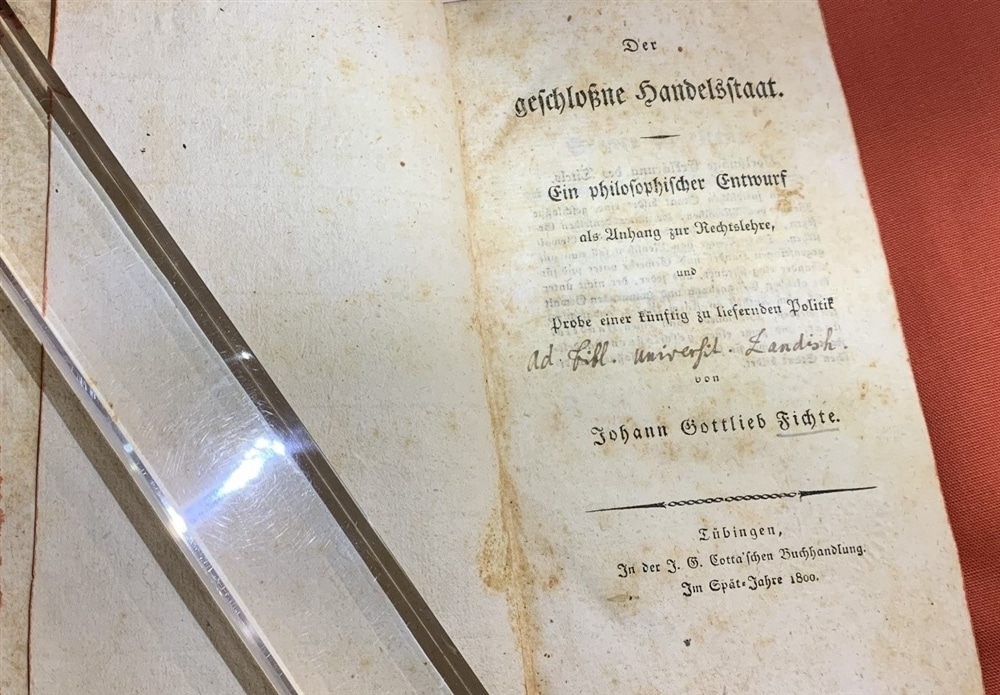 Der
geschloßne Handelsstaat.
Ein philosophischer Entwurf
als Anhang zur Rechtslehre,
und
Probe einer künftig zu liefernden Politik
Ad Bibl. Universit. Landish.
von
Johann Gottlieb Fichte.
Tübingen,
In der J. G. Cotta'schen Buchhandlung.
Im Spät-Jahre 1800.